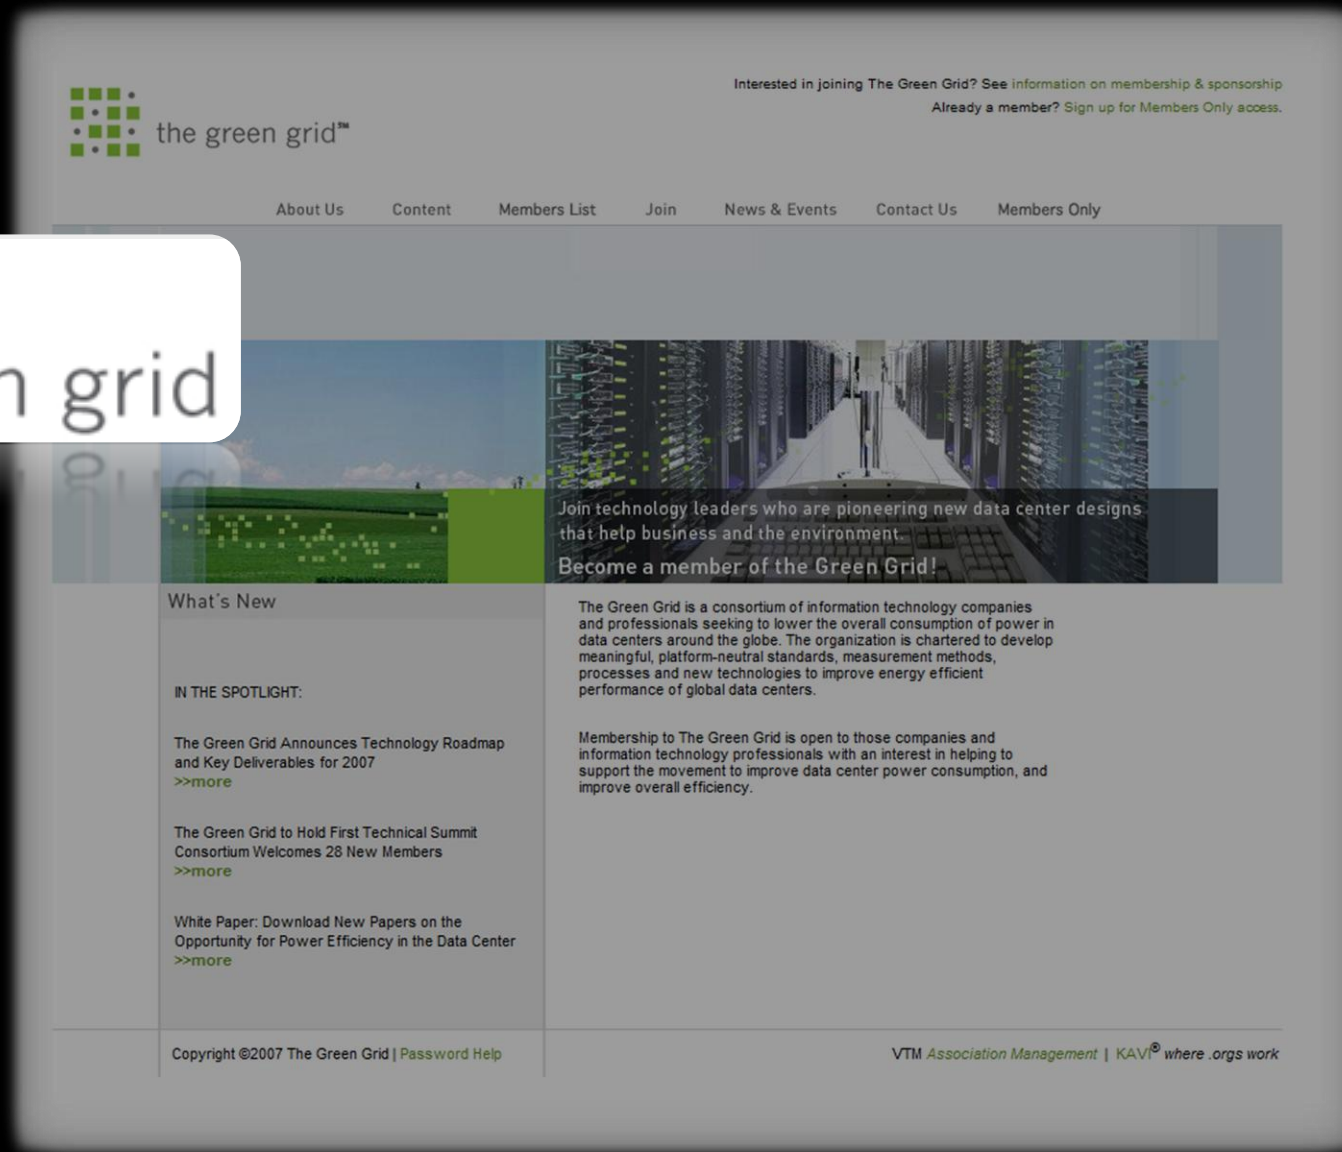 Interested in joining The Green Grid? See information on membership & sponsorship
Already a member? Sign up for Members Only access.
the green grid™
About Us Content Members List Join News & Events Contact Us Members Only
grid
Join technology leaders who are pioneering new data center designs
that help business and the environment.
Become a member of the Green Grid!
What's New
IN THE SPOTLIGHT:
The Green Grid Announces Technology Roadmap
and Key Deliverables for 2007
>>more
The Green Grid to Hold First Technical Summit
Consortium Welcomes 28 New Members
>>more
White Paper: Download New Papers on the
Opportunity for Power Efficiency in the Data Center
>>more
The Green Grid is a consortium of information technology companies
and professionals seeking to lower the overall consumption of power in
data centers around the globe. The organization is chartered to develop
meaningful, platform-neutral standards, measurement methods,
processes and new technologies to improve energy efficient
performance of global data centers.
Membership to The Green Grid is open to those companies and
information technology professionals with an interest in helping to
support the movement to improve data center power consumption, and
improve overall efficiency.
Copyright ©2007 The Green Grid | Password Help
VTM Association Management | KAVI® where .orgs work